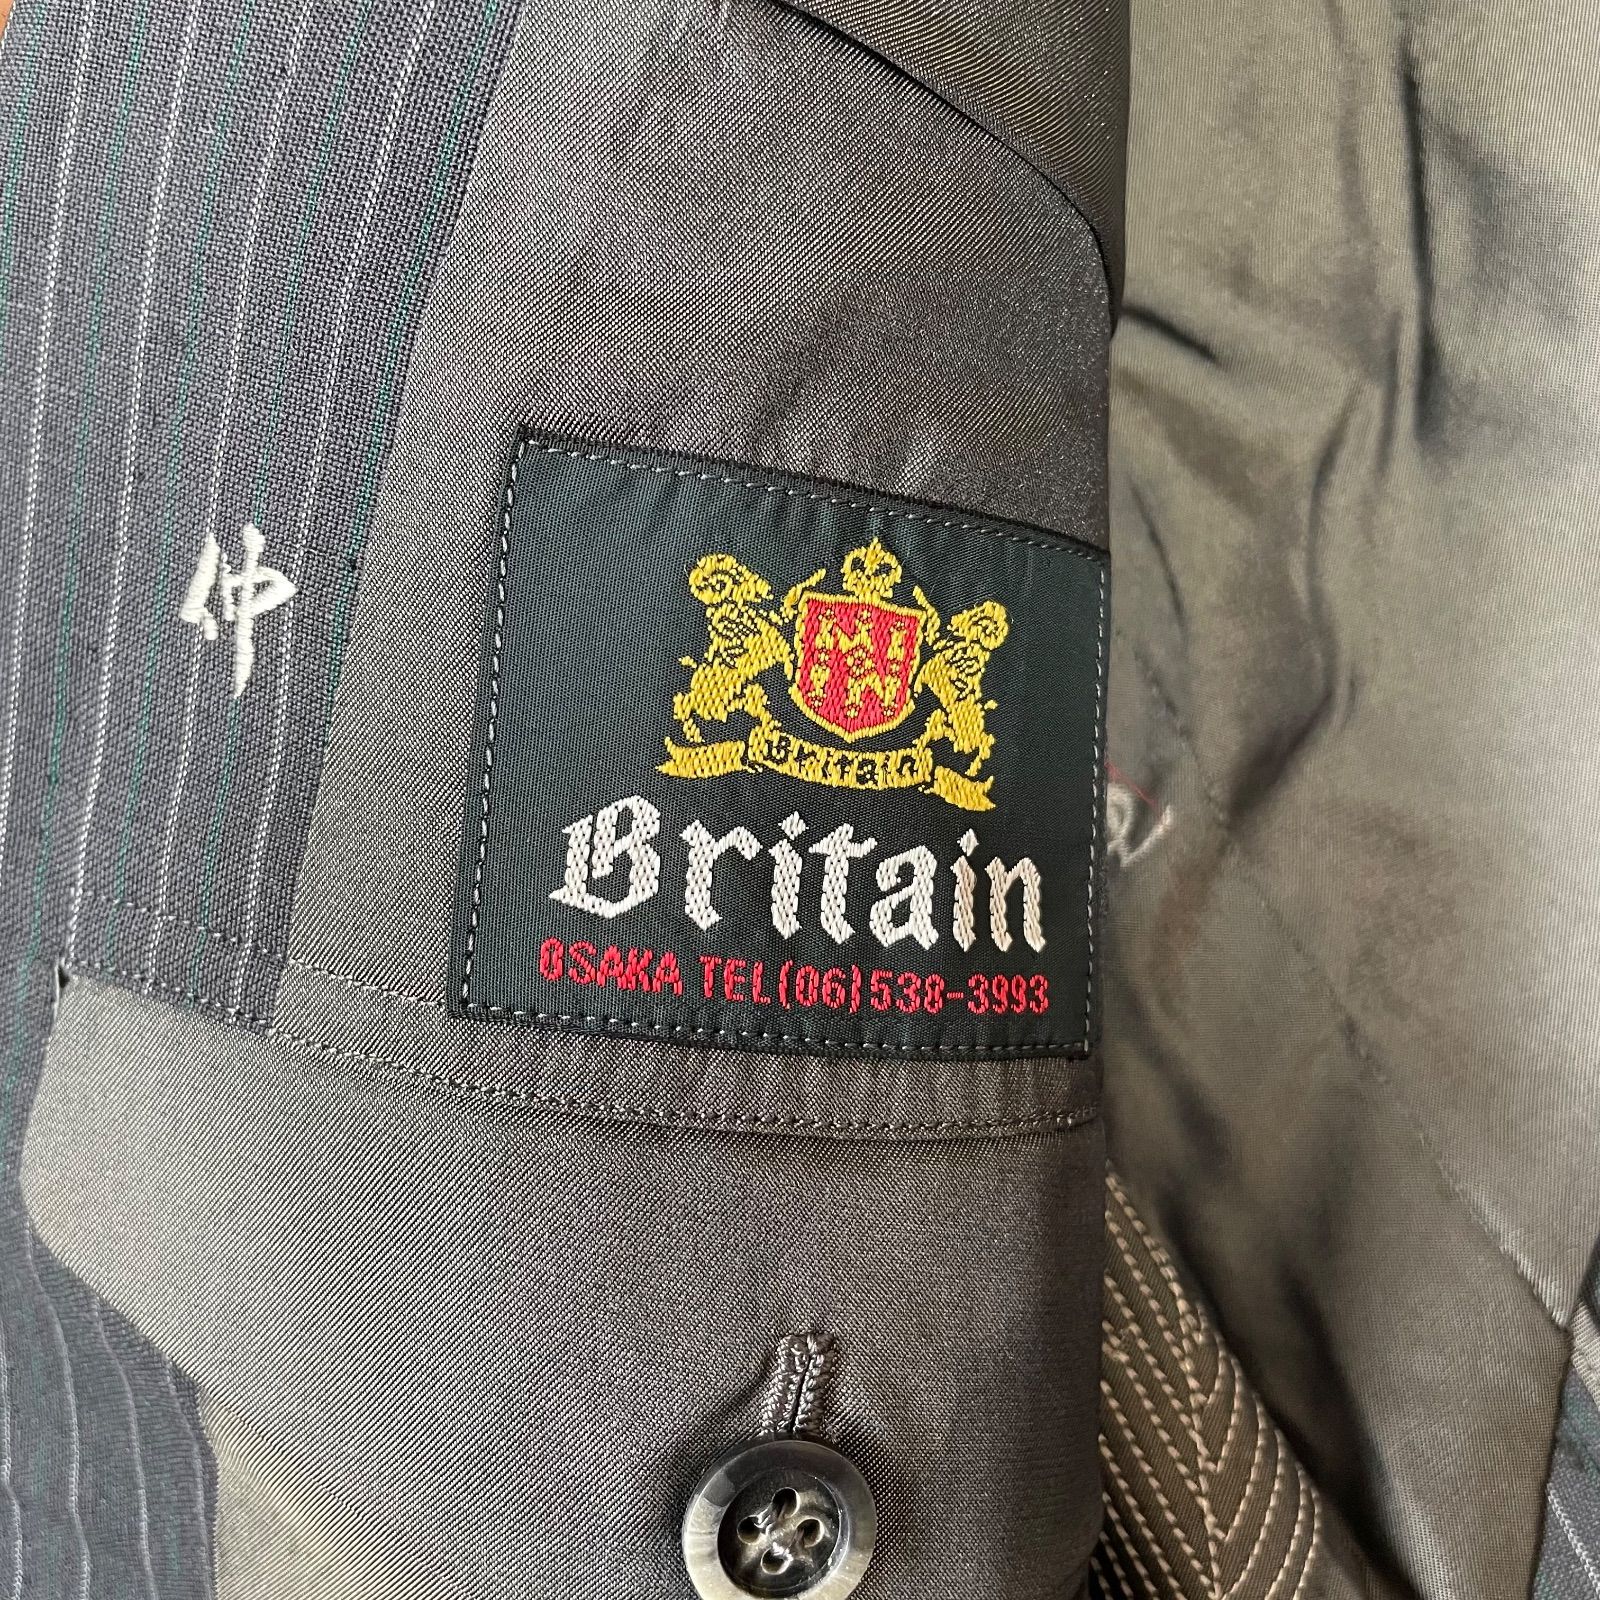 仲
Britain
Britain
OSAKA TEL(06)538-3993